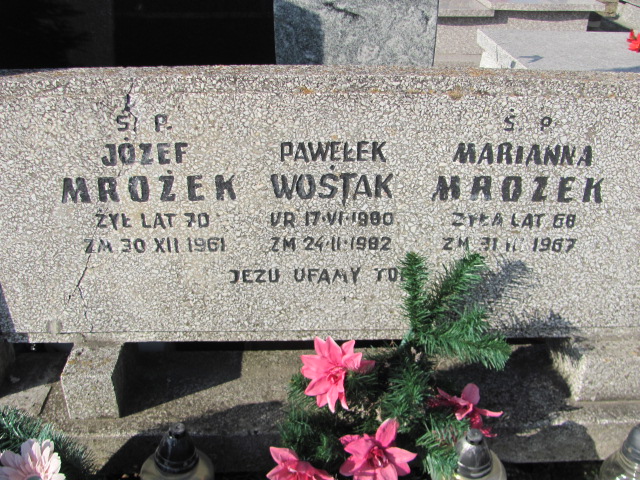 Ś. P.
JÓZEF
MROŻEK
ŻYŁ LAT 70
ZM 30 XII 1961
PAWEŁEK
WOŚTAK
UR 17·VI·1980
ZM 24·II·1982
Ś. P.
MARIANNA
MROZEK
ŻYŁA LAT 68
ZM 31 1967
JEZU UFAMY